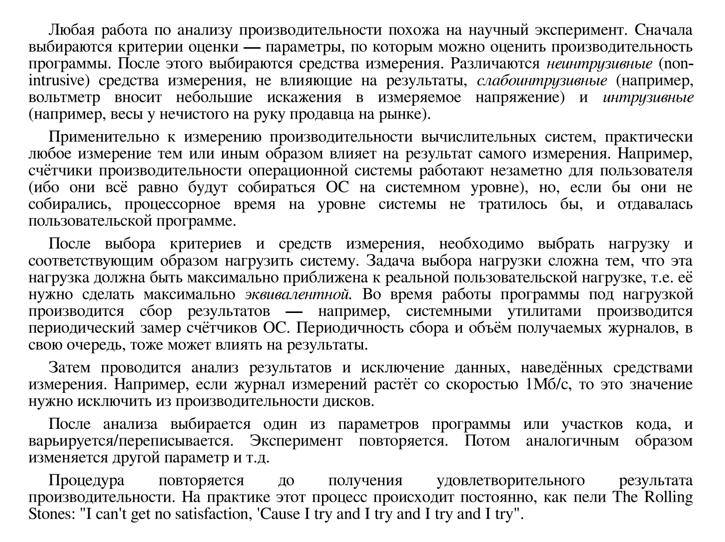 Любая работа по анализу производительности похожа на научный эксперимент. Сначала
выбираются критерии оценки — параметры, по которым можно оценить производительность
программы. После этого выбираются средства измерения. Различаются неинтрузивные (non-
intrusive) средства измерения, не влияющие на результаты, слабоинтрузивные (например,
вольтметр вносит небольшие искажения в измеряемое напряжение) и интрузивные
(например, весы у нечистого на руку продавца на рынке).
Применительно к измерению производительности вычислительных систем, практически
любое измерение тем или иным образом влияет на результат самого измерения. Например,
счётчики производительности операционной системы работают незаметно для пользователя
(ибо они всё равно будут собираться ОС на системном уровне), но, если бы они не
собирались, процессорное время на уровне системы не тратилось бы, и отдавалась
пользовательской программе.
После выбора критериев и средств измерения, необходимо выбрать нагрузку и
соответствующим образом нагрузить систему. Задача выбора нагрузки сложна тем, что эта
нагрузка должна быть максимально приближена к реальной пользовательской нагрузке, т.е. её
нужно сделать максимально эквивалентной. Во время работы программы под нагрузкой
производится сбор результатов — например, системными утилитами производится
периодический замер счётчиков ОС. Периодичность сбора и объём получаемых журналов, в
свою очередь, тоже может влиять на результаты.
Затем проводится анализ результатов и исключение данных, наведённых средствами
измерения. Например, если журнал измерений растёт со скоростью 1Мб/с, то это значение
нужно исключить из производительности дисков.
После анализа выбирается один из параметров программы или участков кода, и
варьируется/переписывается. Эксперимент повторяется. Потом аналогичным образом
изменяется другой параметр и т.д.
Процедура повторяется до получения удовлетворительного результата
производительности. На практике этот процесс происходит постоянно, как пели The Rolling
Stones: "I can't get no satisfaction, 'Cause I try and I try and I try and I try".